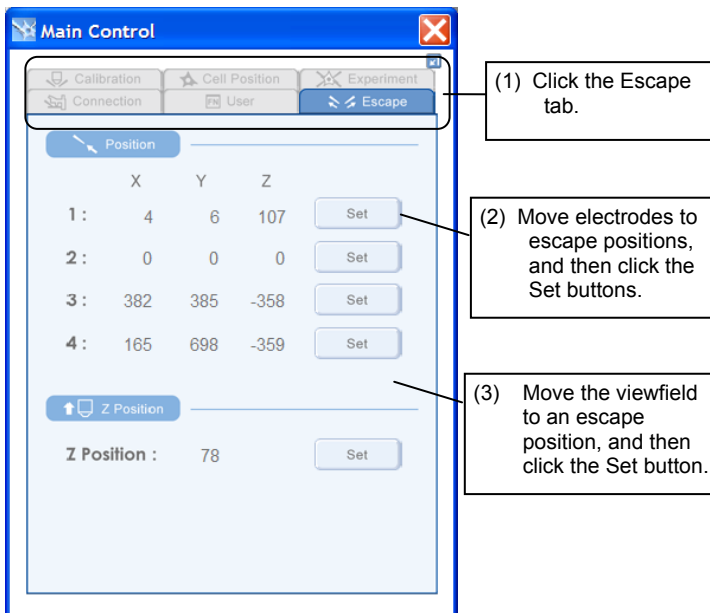 Main Control
Calibration Cell Position Experiment
Connection FN User Escape
(1) Click the Escape
tab.
Position
X Y Z
1 : 4 6 107 Set
2 : 0 0 0 Set
3 : 382 385 -358 Set
4 : 165 698 -359 Set
(2) Move electrodes to
escape positions,
and then click the
Set buttons.
Z Position
Z Position : 78 Set
(3) Move the viewfield
to an escape
position, and then
click the Set button.